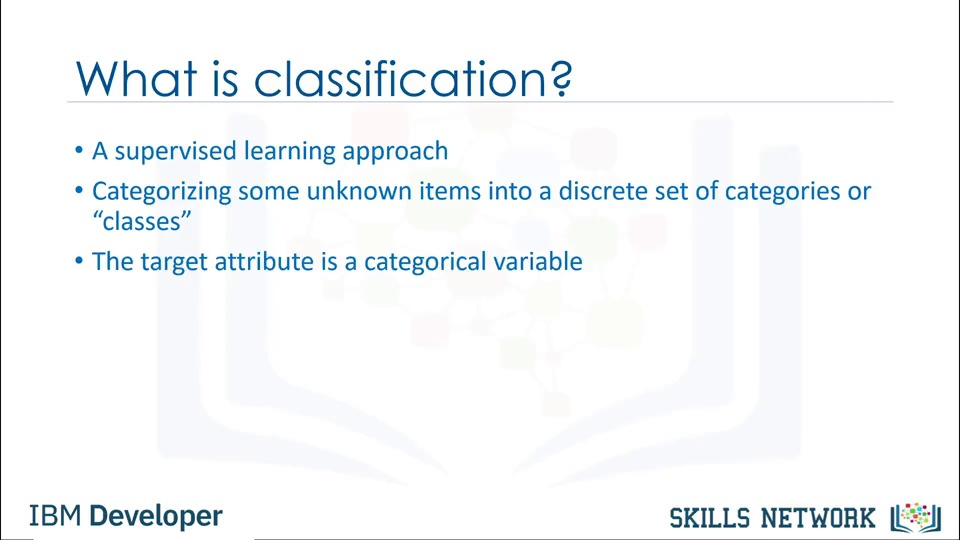 What is classification?
• A supervised learning approach
• Categorizing some unknown items into a discrete set of categories or
“classes”
• The target attribute is a categorical variable
IBM Developer
SKILLS NETWORK